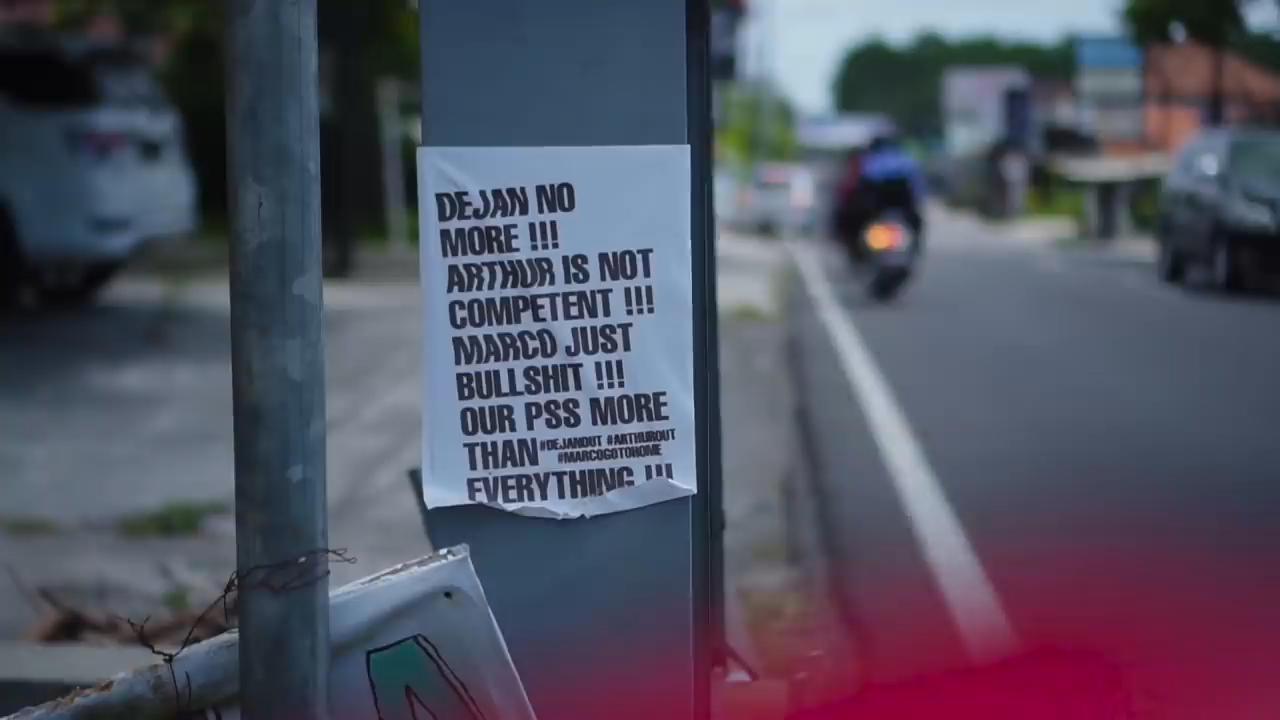 DEJAN NO
MORE !!!
ARTHUR IS NOT
COMPETENT !!!
MARCO JUST
BULLSHIT !!!
OUR PSS MORE
THAN #DEJANOUT #ARTHUROUT
#MARCOGOTOHOME
EVERYTHING !!!